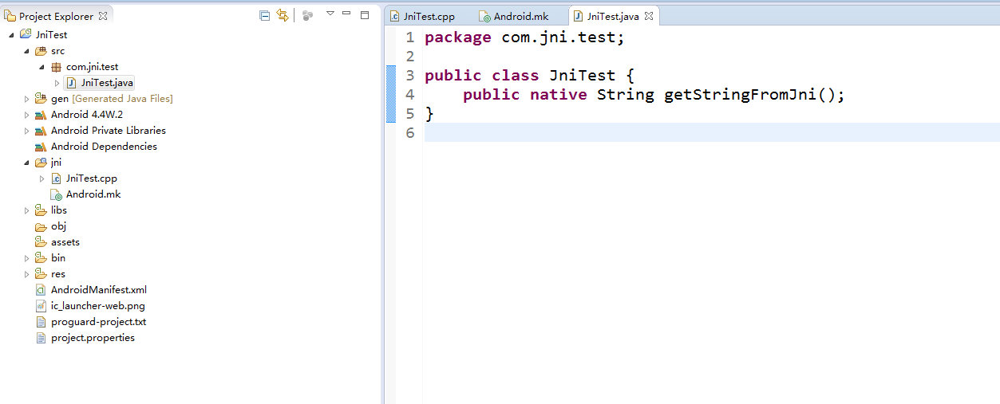 Project Explorer
JniTest
src
com.jni.test
JniTest.java
gen [Generated Java Files]
Android 4.4W.2
Android Private Libraries
Android Dependencies
jni
JniTest.cpp
Android.mk
libs
obj
assets
bin
res
AndroidManifest.xml
ic_launcher-web.png
proguard-project.txt
project.properties
JniTest.cpp Android.mk JniTest.java
1 package com.jni.test;
2
3 public class JniTest {
4 public native String getStringFromJni();
5 }
6